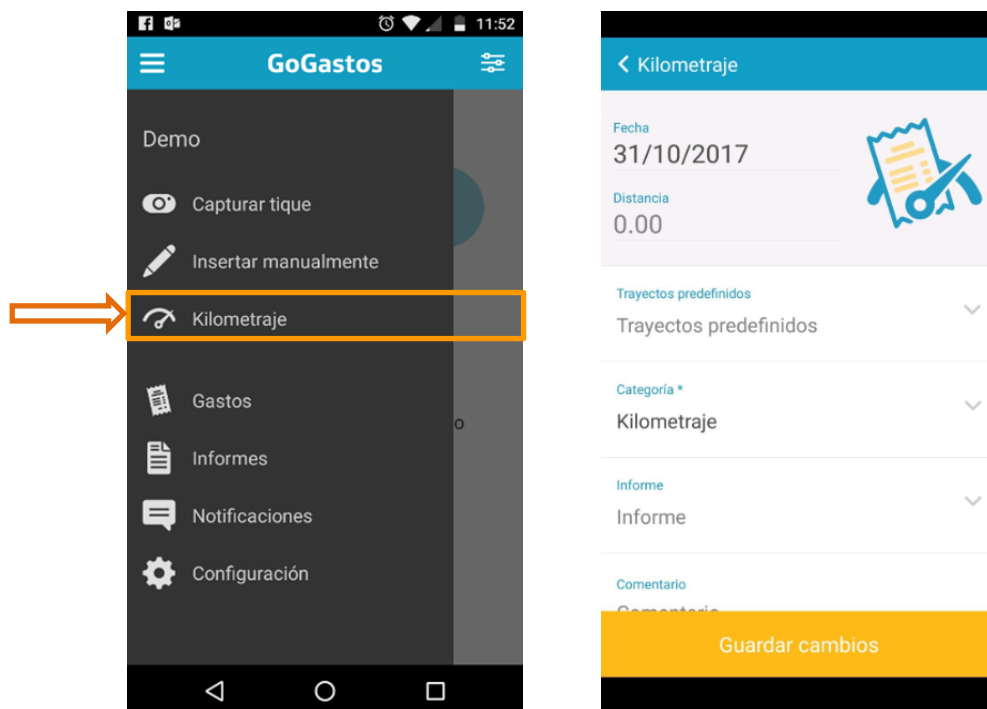 11:52
GoGastos
Demo
Capturar tique
Insertar manualmente
Kilometraje
Gastos
o
Informes
Notificaciones
Configuración
Kilometraje
Fecha
31/10/2017
Distancia
0.00
Trayectos predefinidos
Trayectos predefinidos
Categoría *
Kilometraje
Informe
Informe
Comentario
Comentario
Guardar cambios